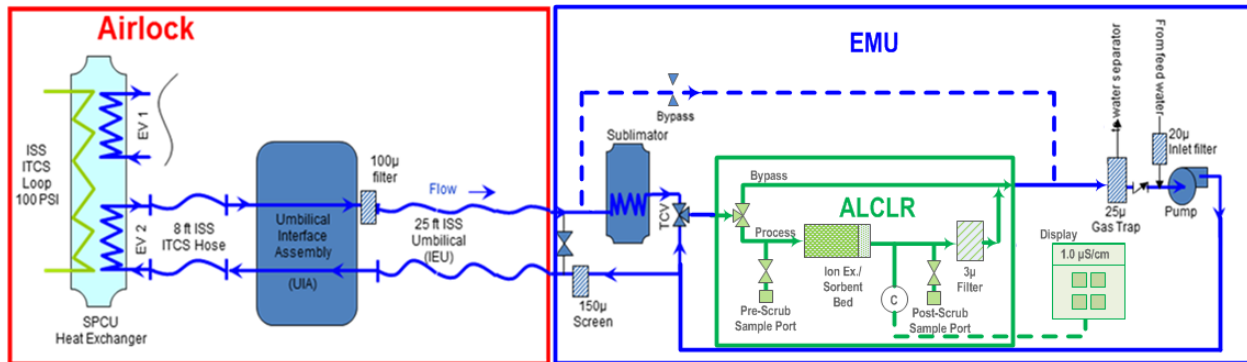 Airlock
ISS
ITCS
Loop
100 PSI
EV 1
EV 2
SPCU
Heat Exchanger
8 ft ISS
ITCS Hose
Umbilical
Interface
Assembly
(UIA)
100µ
filter
Flow
25 ft ISS
Umbilical
(IEU)
EMU
Bypass
Sublimator
TCV
150µ
Screen
Bypass
ALCLR
Process
Ion Ex./
Sorbent
Bed
Pre-Scrub
Sample Port
C
Post-Scrub
Sample Port
3µ
Filter
Display
1.0 µS/cm
water separator
From feed water
20µ
Inlet filter
25µ
Gas Trap
Pump